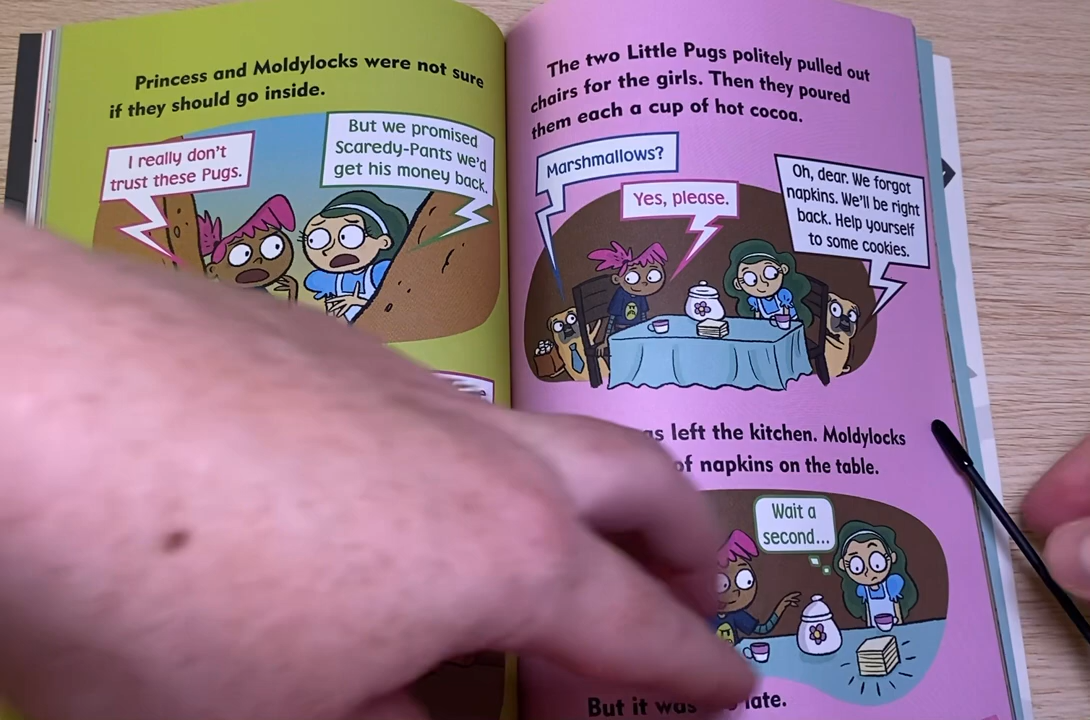 Princess and Moldylocks were not sure
if they should go inside.
I really don't
trust these Pugs.
But we promised
Scaredy-Pants we'd
get his money back.
The two Little Pugs politely pulled out
chairs for the girls. Then they poured
them each a cup of hot cocoa.
Marshmallows?
Yes, please.
Oh, dear. We forgot
napkins. We'll be right
back. Help yourself
to some cookies.
left the kitchen. Moldylocks
of napkins on the table.
Wait a
second...
But it was late.